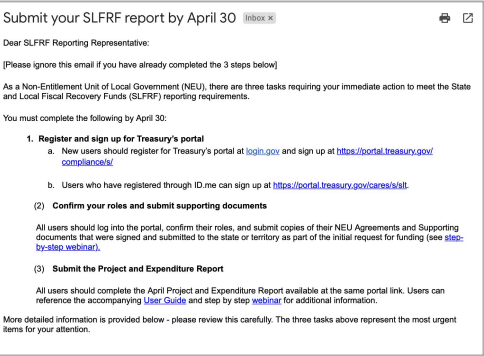 Submit your SLFRF report by April 30 Inbox ×
Dear SLFRF Reporting Representative:
[Please ignore this email if you have already completed the 3 steps below]
As a Non-Entitlement Unit of Local Government (NEU), there are three tasks requiring your immediate action to meet the State
and Local Fiscal Recovery Funds (SLFRF) reporting requirements.
You must complete the following by April 30:
1. Register and sign up for Treasury's portal
a. New users should register for Treasury's portal at login.gov and sign up at https://portal.treasury.gov/
compliance/s/
b. Users who have registered through ID.me can sign up at https://portal.treasury.gov/cares/s/slt.
(2) Confirm your roles and submit supporting documents
All users should log into the portal, confirm their roles, and submit copies of their NEU Agreements and Supporting
documents that were signed and submitted to the state or territory as part of the initial request for funding (see step-
by-step webinar).
(3) Submit the Project and Expenditure Report
All users should complete the April Project and Expenditure Report available at the same portal link. Users can
reference the accompanying User Guide and step by step webinar for additional information.
More detailed information is provided below - please review this carefully. The three tasks above represent the most urgent
items for your attention.